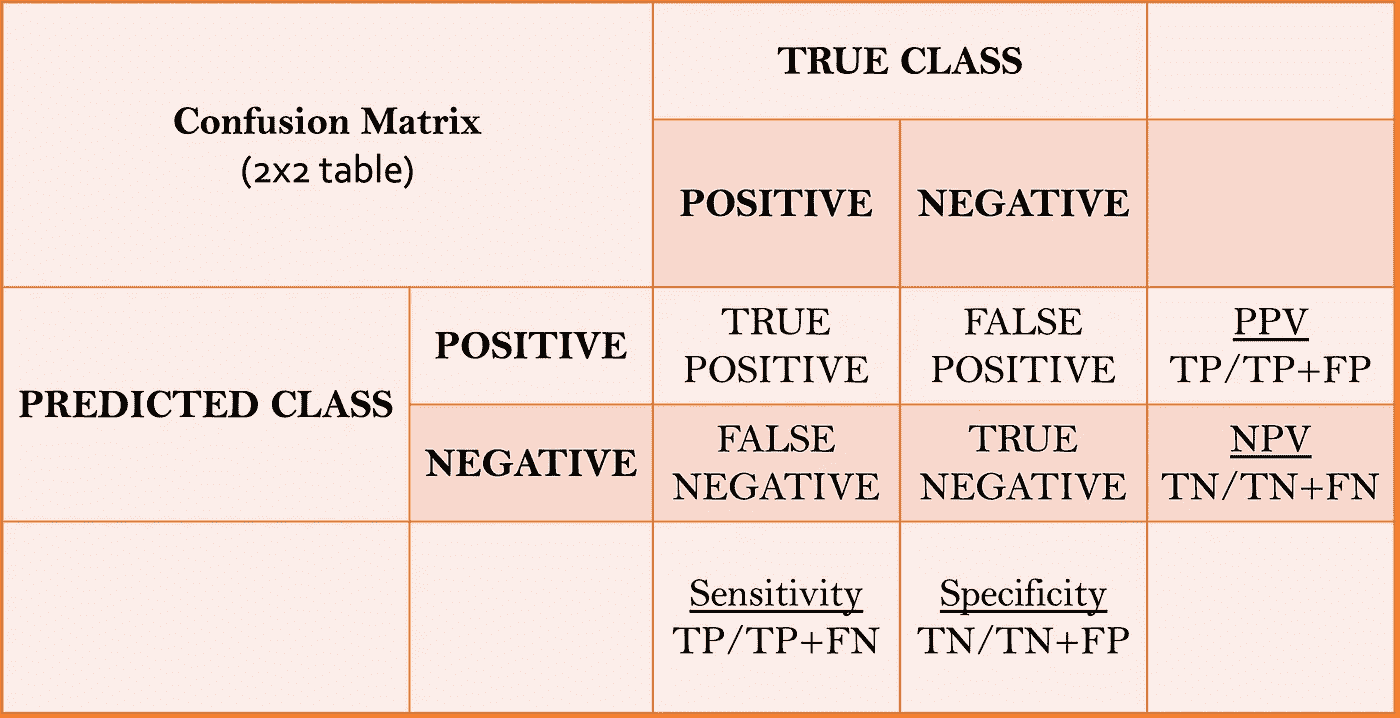 Confusion Matrix
(2x2 table)
TRUE CLASS
POSITIVE
NEGATIVE
PREDICTED CLASS
POSITIVE
TRUE
POSITIVE
FALSE
POSITIVE
PPV
TP/TP+FP
NEGATIVE
FALSE
NEGATIVE
TRUE
NEGATIVE
NPV
TN/TN+FN
Sensitivity
TP/TP+FN
Specificity
TN/TN+FP